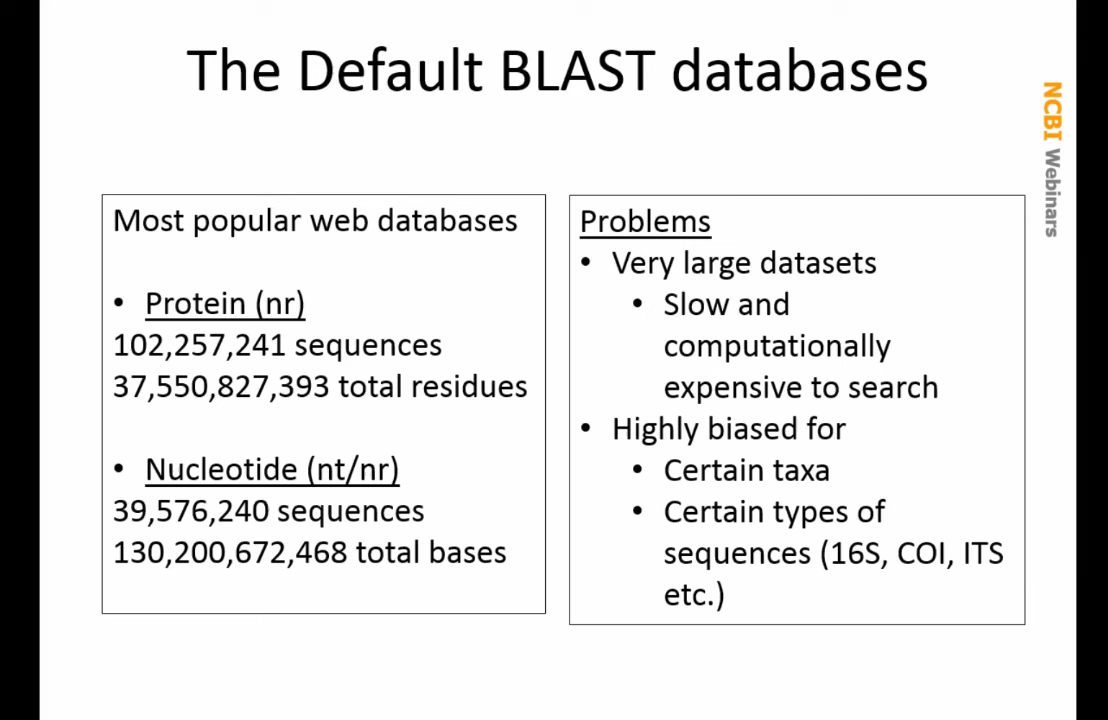 The Default BLAST databases
NCBI Webinars
Most popular web databases
• Protein (nr)
102,257,241 sequences
37,550,827,393 total residues
• Nucleotide (nt/nr)
39,576,240 sequences
130,200,672,468 total bases
Problems
• Very large datasets
• Slow and
computationally
expensive to search
• Highly biased for
• Certain taxa
• Certain types of
sequences (16S, COI, ITS
etc.)